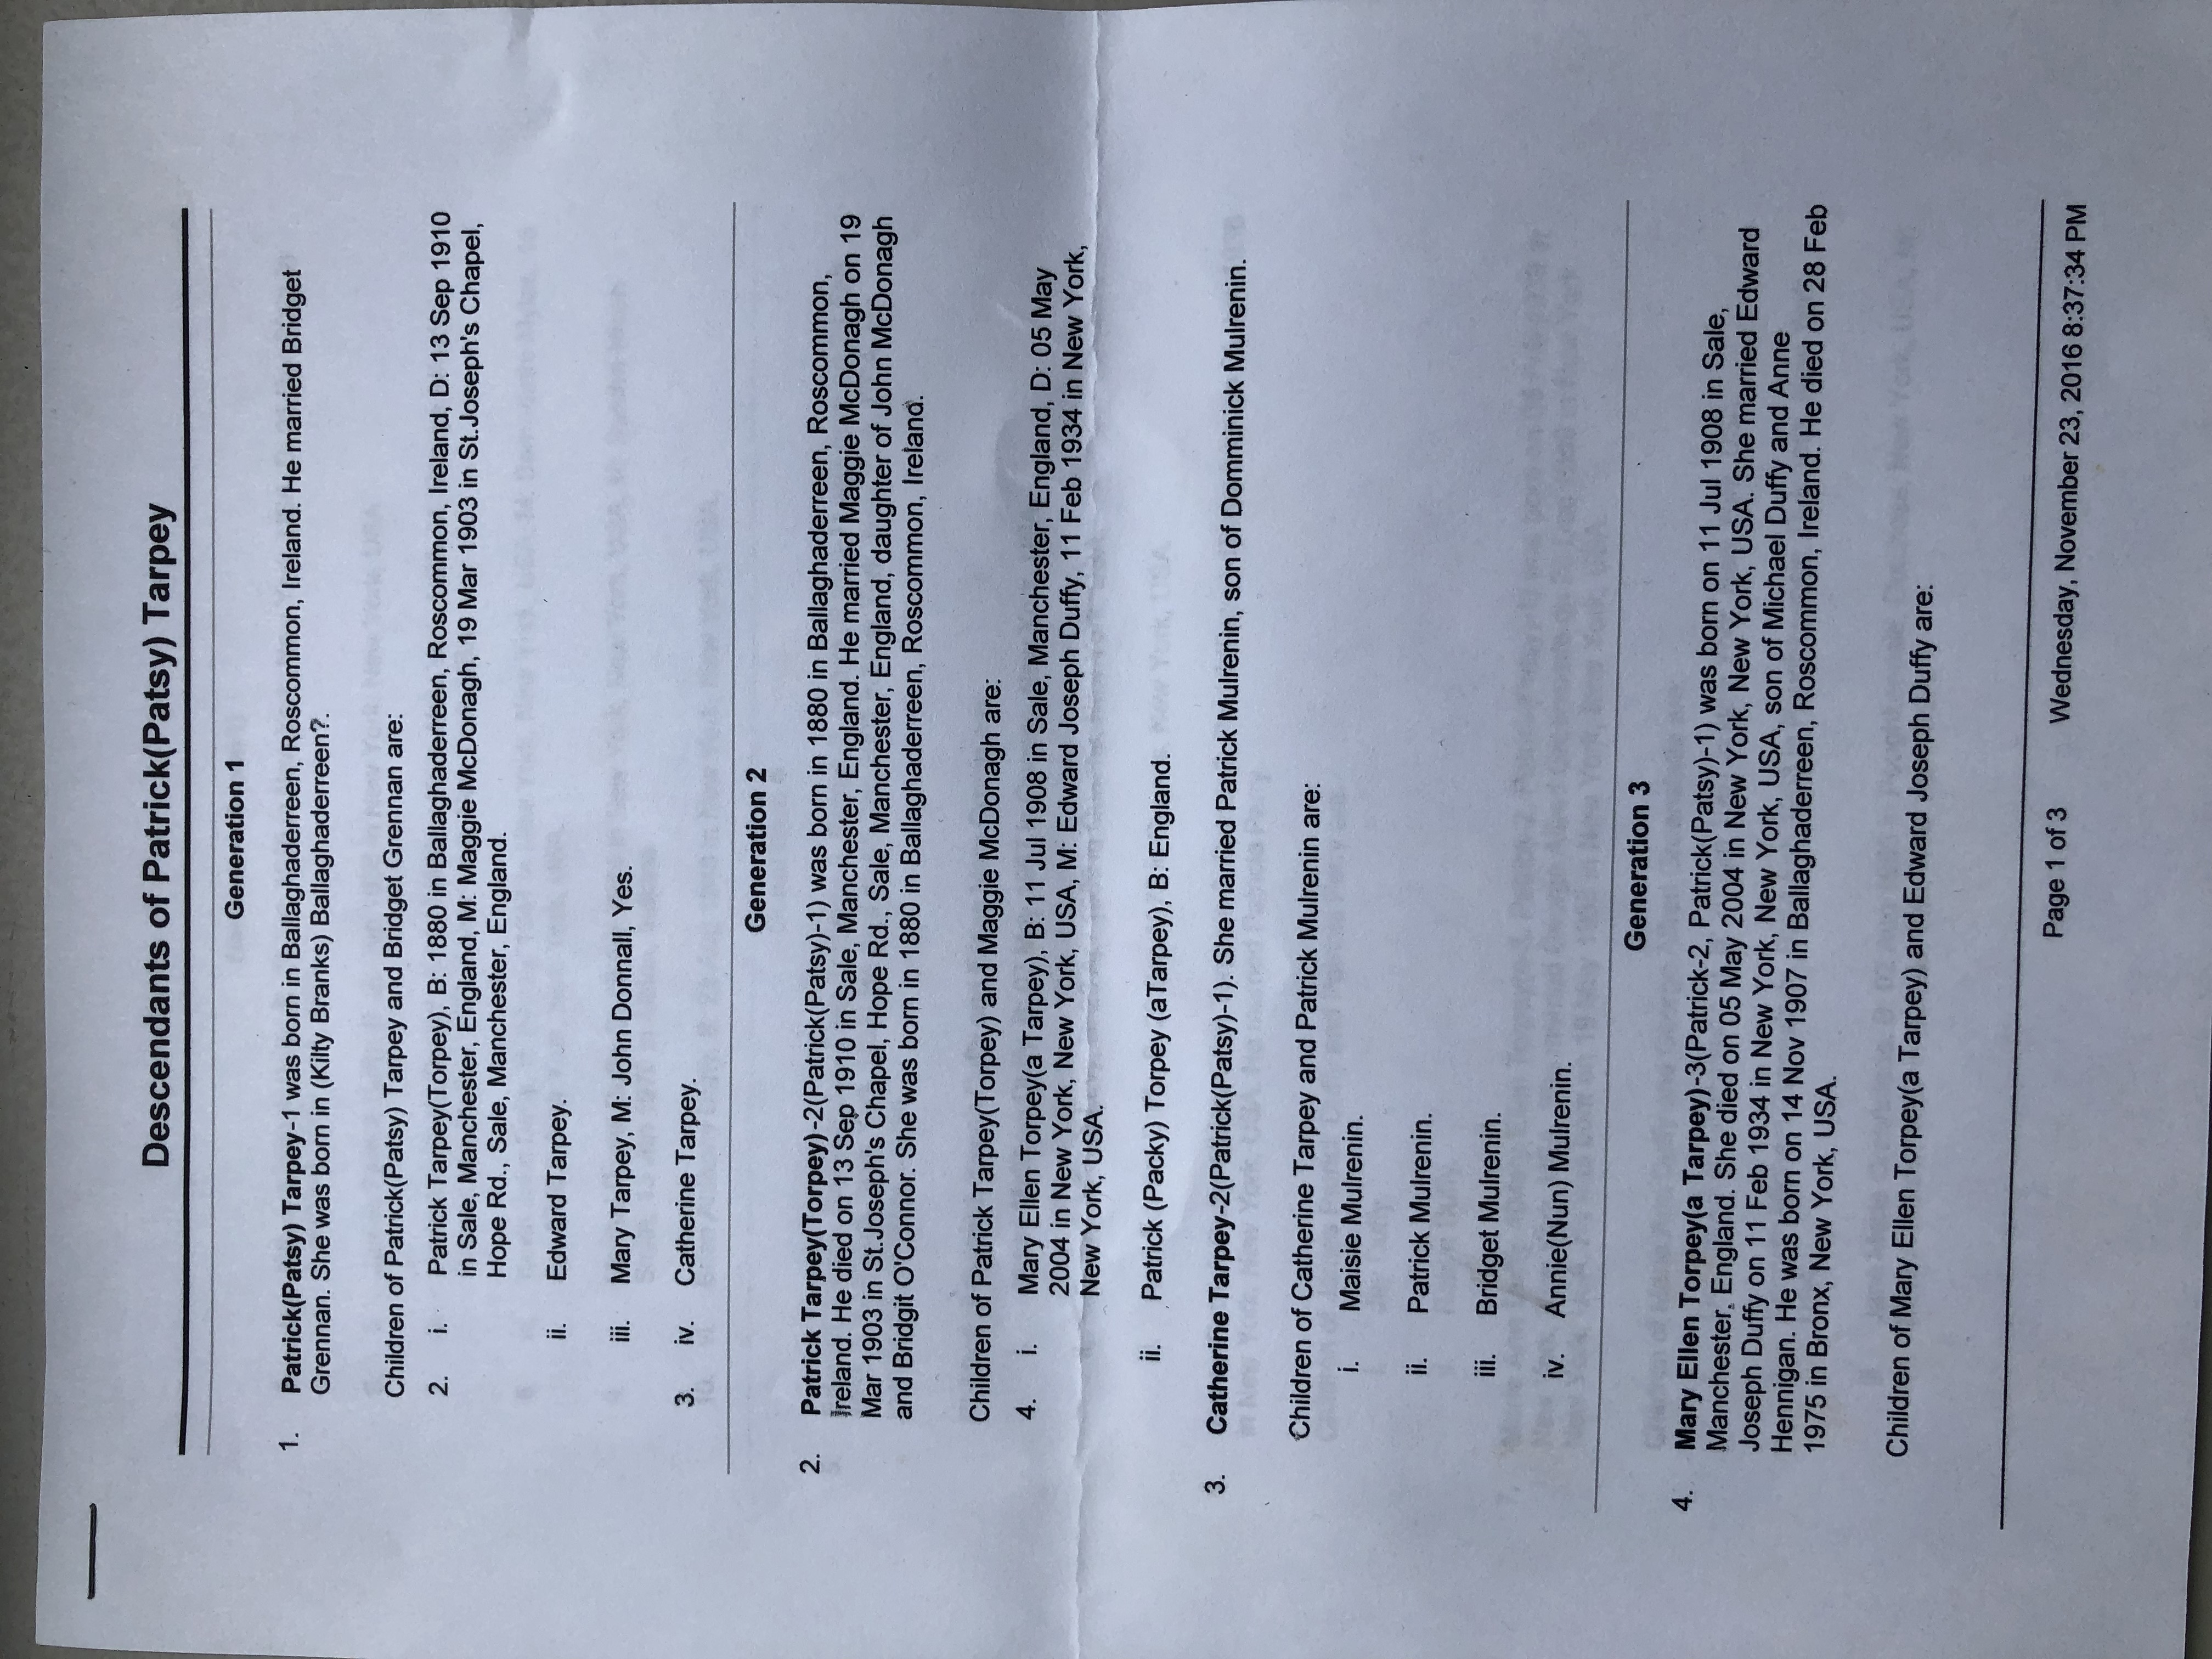 Descendants of Patrick(Patsy) Tarpey
Generation 1
1. Patrick(Patsy) Tarpey-1 was born in Ballaghaderreen, Roscommon, Ireland. He married Bridget
Grennan. She was born in (Kilty Branks) Ballaghaderreen?.
Children of Patrick(Patsy) Tarpey and Bridget Grennan are:
2. i. Patrick Tarpey(Torpey), B: 1880 in Ballaghaderreen, Roscommon, Ireland, D: 13 Sep 1910
in Sale, Manchester, England, M: Maggie McDonagh, 19 Mar 1903 in St.Joseph's Chapel,
Hope Rd., Sale, Manchester, England.
ii. Edward Tarpey.
iii. Mary Tarpey, M: John Donnall, Yes.
3. iv. Catherine Tarpey.
Generation 2
2. Patrick Tarpey(Torpey)-2(Patrick(Patsy)-1) was born in 1880 in Ballaghaderreen, Roscommon,
Ireland. He died on 13 Sep 1910 in Sale, Manchester, England. He married Maggie McDonagh on 19
Mar 1903 in St.Joseph's Chapel, Hope Rd., Sale, Manchester, England, daughter of John McDonagh
and Bridgit O'Connor. She was born in 1880 in Ballaghaderreen, Roscommon, Ireland.
Children of Patrick Tarpey(Torpey) and Maggie McDonagh are:
4. i. Mary Ellen Torpey(a Tarpey), B: 11 Jul 1908 in Sale, Manchester, England, D: 05 May
2004 in New York, New York, USA, M: Edward Joseph Duffy, 11 Feb 1934 in New York,
New York, USA.
ii. Patrick (Packy) Torpey (aTarpey), B: England.
3. Catherine Tarpey-2(Patrick(Patsy)-1). She married Patrick Mulrenin, son of Domminick Mulrenin.
Children of Catherine Tarpey and Patrick Mulrenin are:
i. Maisie Mulrenin.
ii. Patrick Mulrenin.
iii. Bridget Mulrenin.
iv. Annie(Nun) Mulrenin.
Generation 3
4. Mary Ellen Torpey(a Tarpey)-3(Patrick-2, Patrick(Patsy)-1) was born on 11 Jul 1908 in Sale,
Manchester, England. She died on 05 May 2004 in New York, New York, USA. She married Edward
Joseph Duffy on 11 Feb 1934 in New York, New York, USA, son of Michael Duffy and Anne
Hennigan. He was born on 14 Nov 1907 in Ballaghaderreen, Roscommon, Ireland. He died on 28 Feb
1975 in Bronx, New York, USA.
Children of Mary Ellen Torpey(a Tarpey) and Edward Joseph Duffy are:
Page 1 of 3 Wednesday, November 23, 2016 8:37:34 PM